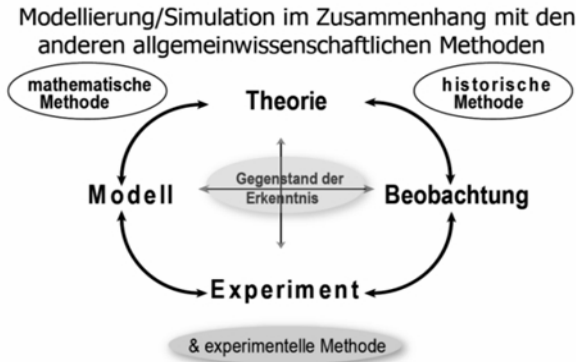 Modellierung/Simulation im Zusammenhang mit den
anderen allgemeinwissenschaftlichen Methoden
mathematische
Methode
historische
Methode
Theorie
Gegenstand der
Erkenntnis
Modell
Beobachtung
Experiment
& experimentelle Methode